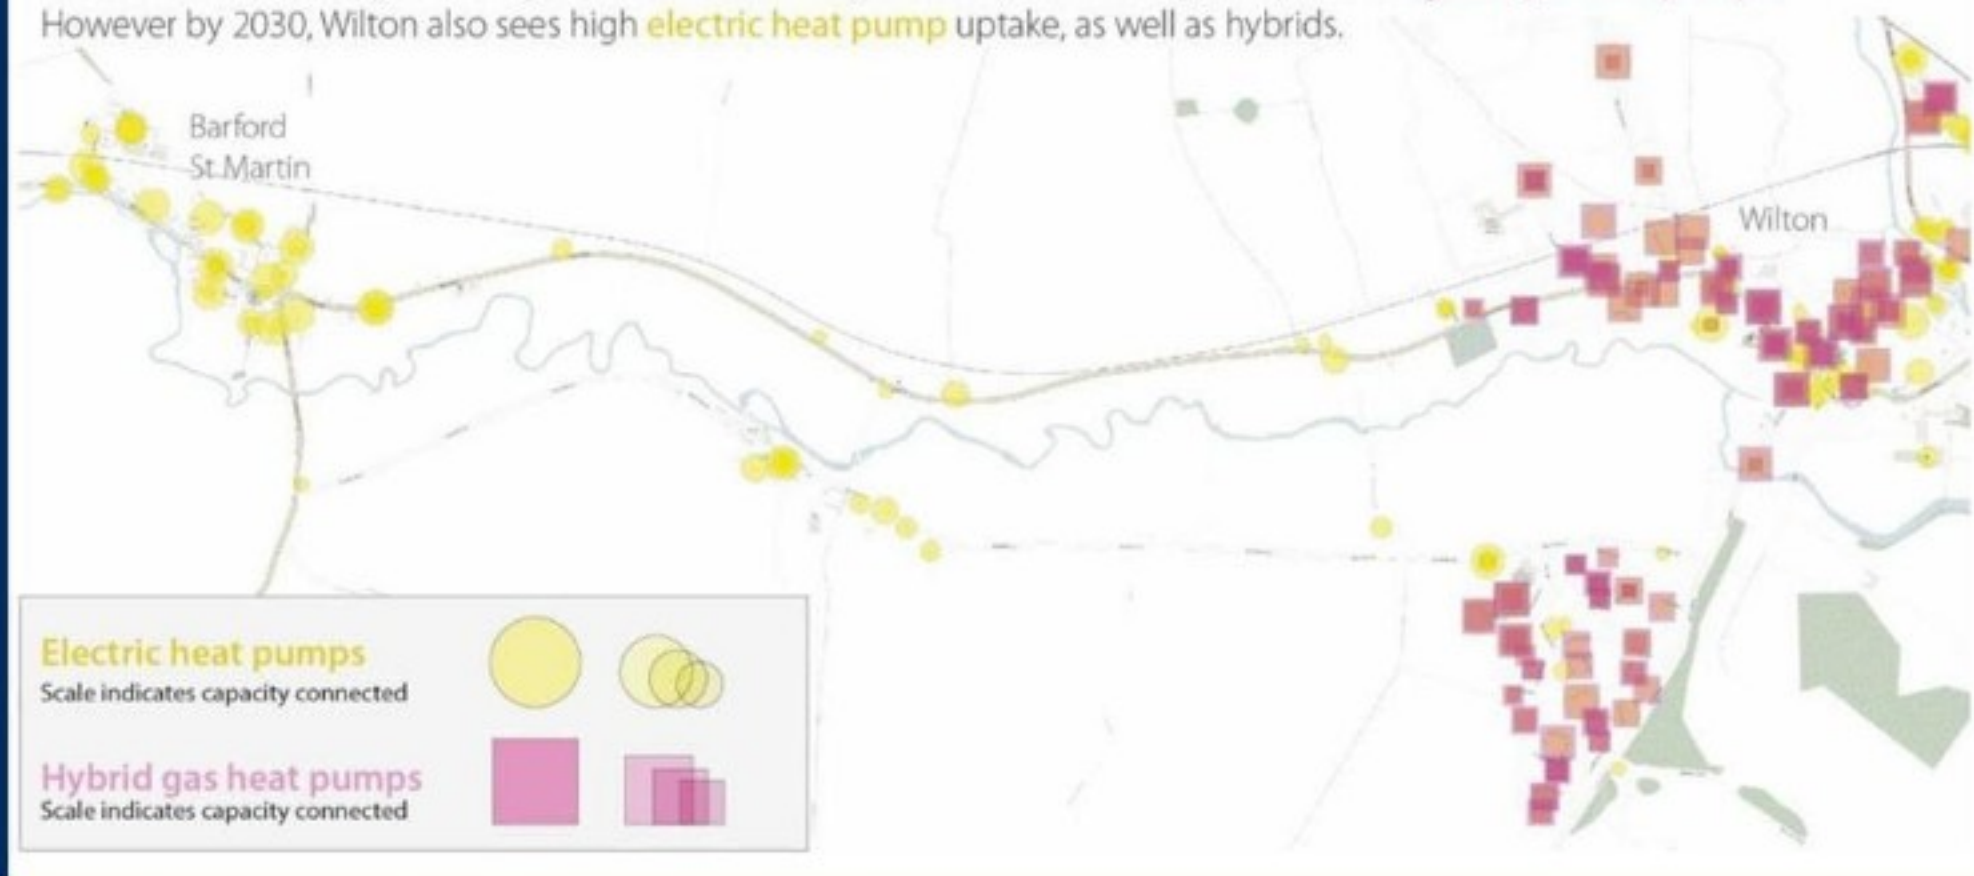 However by 2030, Wilton also sees high electric heat pump uptake, as well as hybrids.
Barford
St.Martin
Wilton
Electric heat pumps
Scale indicates capacity connected
Hybrid gas heat pumps
Scale indicates capacity connected